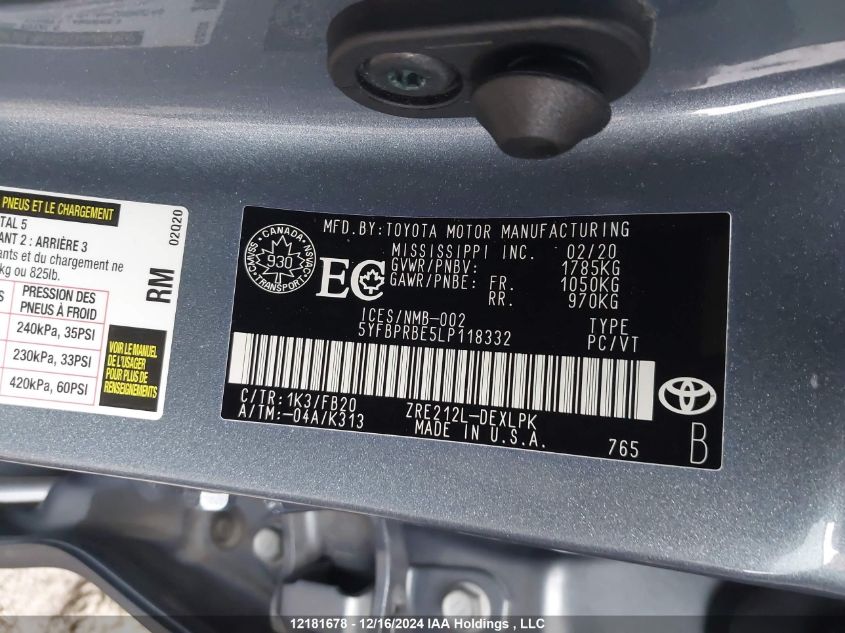 PNEUS ET LE CHARGEMENT
TAL 5
ANT 2 : ARRIÈRE 3
ants et du chargement ne
kg ou 825lb.
PRESSION DES
PNEUS À FROID
240kPa, 35PSI
230kPa, 33PSI
420kPa, 60PSI
VOIR LE MANUEL
DE L'USAGER
POUR PLUS DE
RENSEIGNEMENTS
RM
02Q20
MFD.BY:TOYOTA MOTOR MANUFACTURING
MISSISSIPPI INC. 02/20
GVWR/PNBV: 1785KG
GAWR/PNBE: FR. 1050KG
RR. 970KG
CANADA
930
TRANSPORT
CMVSS
NSVAC
EC
ICES/NMB-002
5YFBPRBE5LP118332
TYPE
PC/VT
C/TR:1K3/FB20
A/TM:-04A/K313
ZRE212L-DEXLPK
MADE IN U.S.A.
765
B
12181678 - 12/16/2024 IAA Holdings, LLC